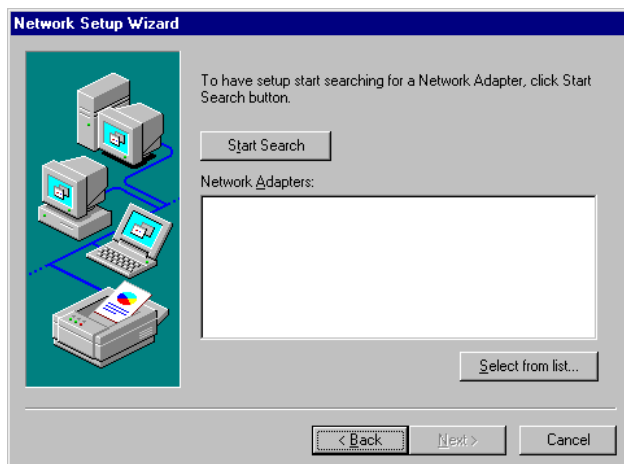 Network Setup Wizard
To have setup start searching for a Network Adapter, click Start
Search button.
Start Search
Network Adapters:
Select from list...
< Back
Next >
Cancel